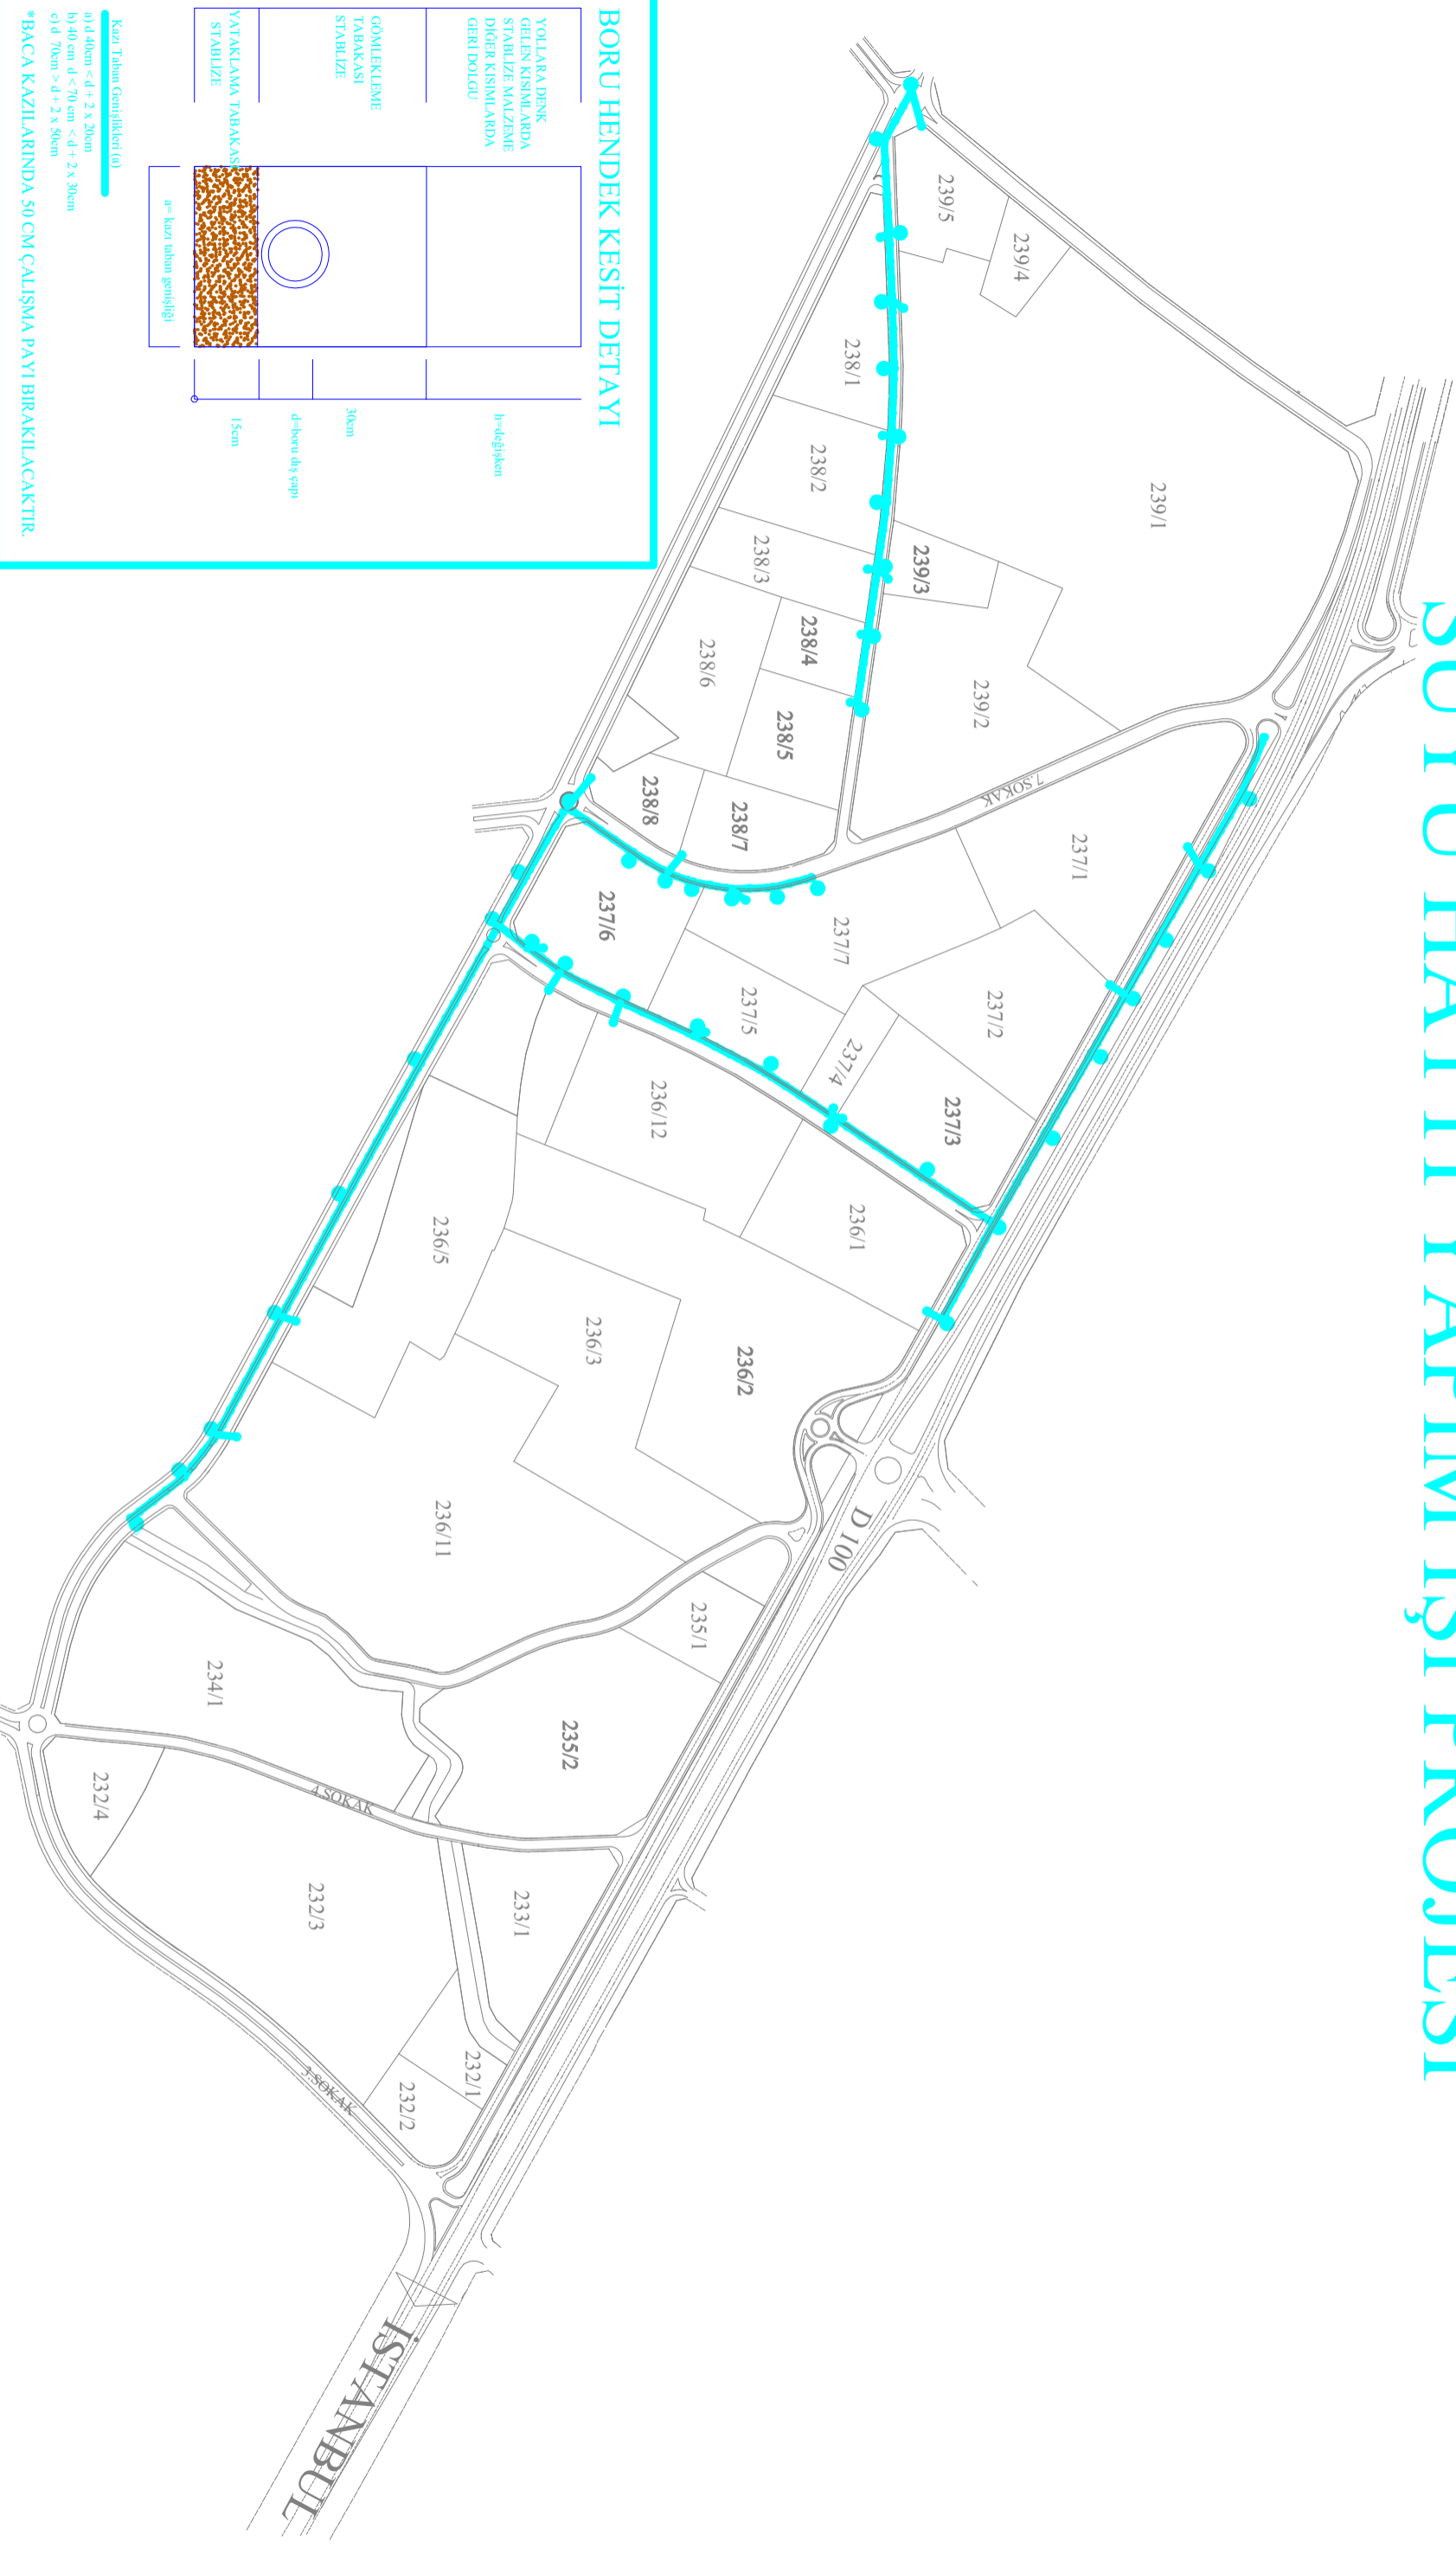 SUYU HATTI YAPIM İŞİ PROJESİ
BORU HENDEK KESİT DETAYI
YOLLARA DENK
GELEN KISIMLARDA
STABLİZE MALZEME
DİĞER KISIMLARDA
GERİ DOLGU
GÖMLEKLEME
TABAKASI
STABLİZE
YATAKLAMA TABAKASI
STABLİZE
h=değişken
30cm
d=boru dış çapı
15cm
a= kazı taban genişliği
Kazı Taban Genişlikleri (a)
a) d 40cm < d + 2 x 20cm
b) 40 cm d < 70 cm < d + 2 x 30cm
c) d 70cm > d + 2 x 50cm
*BACA KAZILARINDA 50 CM ÇALIŞMA PAYI BIRAKILACAKTIR.
239/5
239/4
239/1
238/1
238/2
238/3
239/3
238/4
238/6
239/2
238/5
238/8
238/7
7.SOKAK
237/1
237/6
237/7
237/5
237/2
237/4
237/3
236/12
236/1
236/5
236/3
236/2
236/11
D 100
235/1
234/1
235/2
232/4
4.SOKAK
232/3
233/1
232/1
232/2
3.SOKAK
İSTANBUL